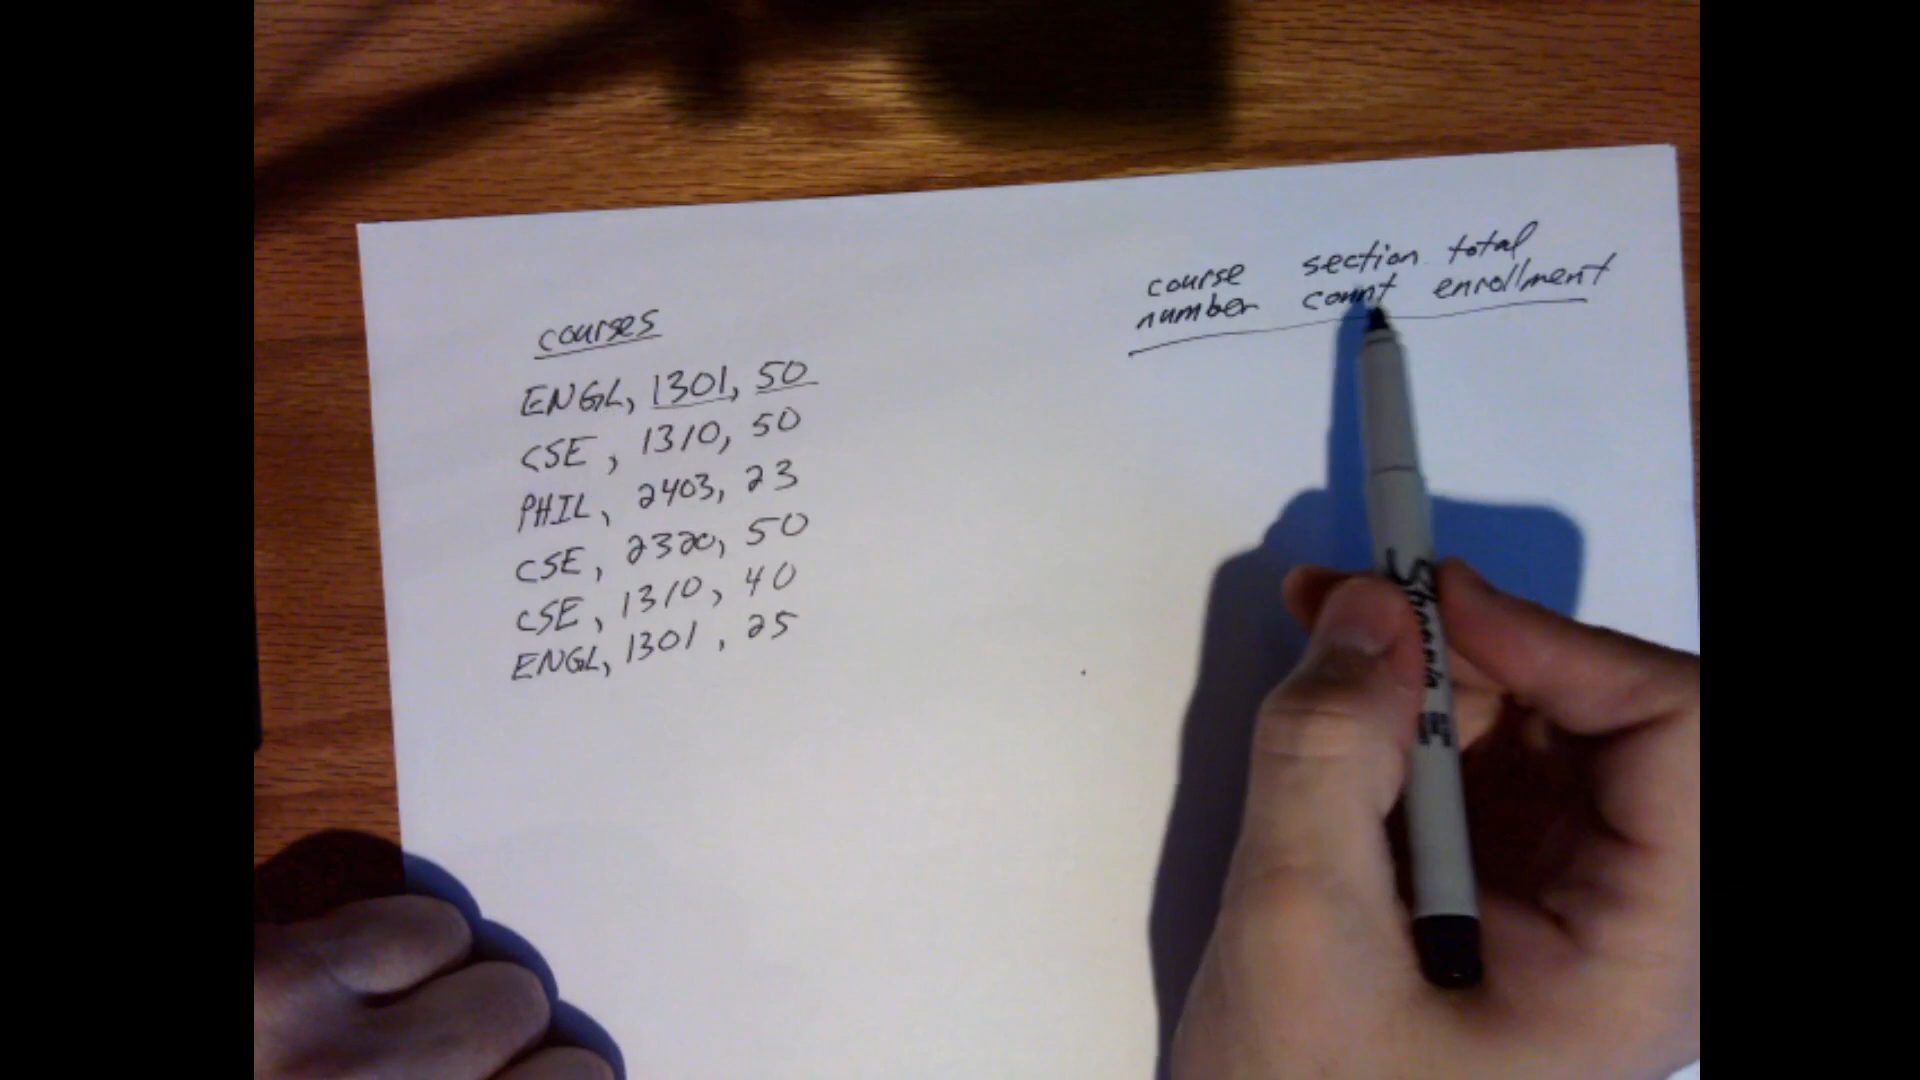 courses
ENGL, 1301, 50
CSE, 1310, 50
PHIL, 2403, 23
CSE, 2320, 50
CSE, 1310, 40
ENGL, 1301, 25
course section total
number count enrollment
Sharpie